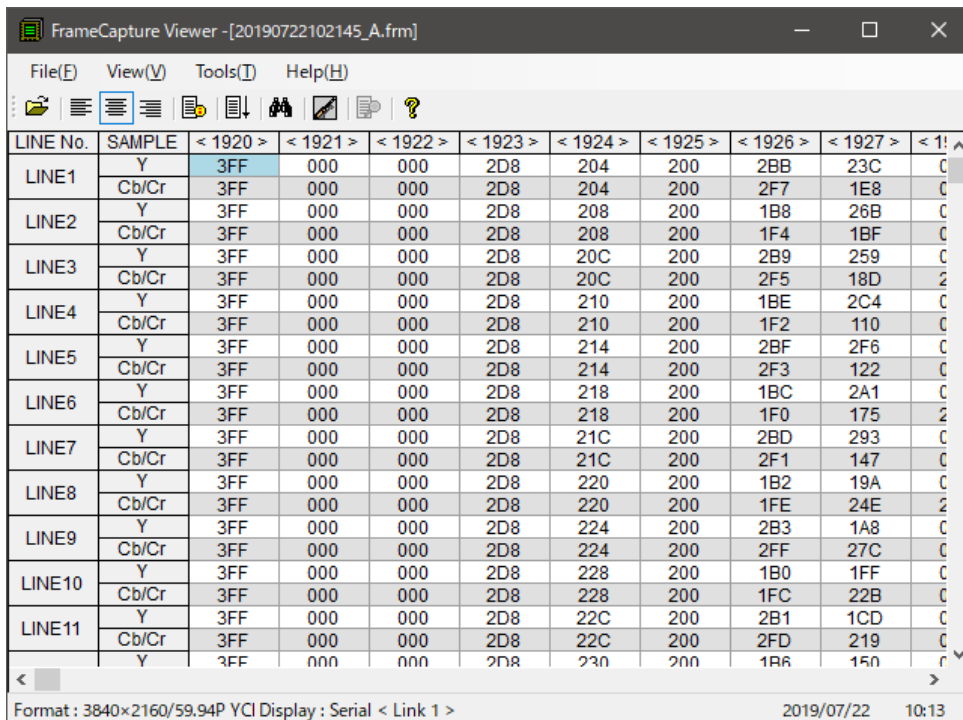 FrameCapture Viewer -[20190722102145_A.frm]
File(F) View(V) Tools(T) Help(H)
LINE No. SAMPLE < 1920 > < 1921 > < 1922 > < 1923 > < 1924 > < 1925 > < 1926 > < 1927 >
LINE1 Y 3FF 000 000 2D8 204 200 2BB 23C
Cb/Cr 3FF 000 000 2D8 204 200 2F7 1E8
LINE2 Y 3FF 000 000 2D8 208 200 1B8 26B
Cb/Cr 3FF 000 000 2D8 208 200 1F4 1BF
LINE3 Y 3FF 000 000 2D8 20C 200 2B9 259
Cb/Cr 3FF 000 000 2D8 20C 200 2F5 18D
LINE4 Y 3FF 000 000 2D8 210 200 1BE 2C4
Cb/Cr 3FF 000 000 2D8 210 200 1F2 110
LINE5 Y 3FF 000 000 2D8 214 200 2BF 2F6
Cb/Cr 3FF 000 000 2D8 214 200 2F3 122
LINE6 Y 3FF 000 000 2D8 218 200 1BC 2A1
Cb/Cr 3FF 000 000 2D8 218 200 1F0 175
LINE7 Y 3FF 000 000 2D8 21C 200 2BD 293
Cb/Cr 3FF 000 000 2D8 21C 200 2F1 147
LINE8 Y 3FF 000 000 2D8 220 200 1B2 19A
Cb/Cr 3FF 000 000 2D8 220 200 1FE 24E
LINE9 Y 3FF 000 000 2D8 224 200 2B3 1A8
Cb/Cr 3FF 000 000 2D8 224 200 2FF 27C
LINE10 Y 3FF 000 000 2D8 228 200 1B0 1FF
Cb/Cr 3FF 000 000 2D8 228 200 1FC 22B
LINE11 Y 3FF 000 000 2D8 22C 200 2B1 1CD
Cb/Cr 3FF 000 000 2D8 22C 200 2FD 219
Y 3FF 000 000 2D8 230 200 1B6 150
Format : 3840×2160/59.94P YCI Display : Serial < Link 1 > 2019/07/22 10:13